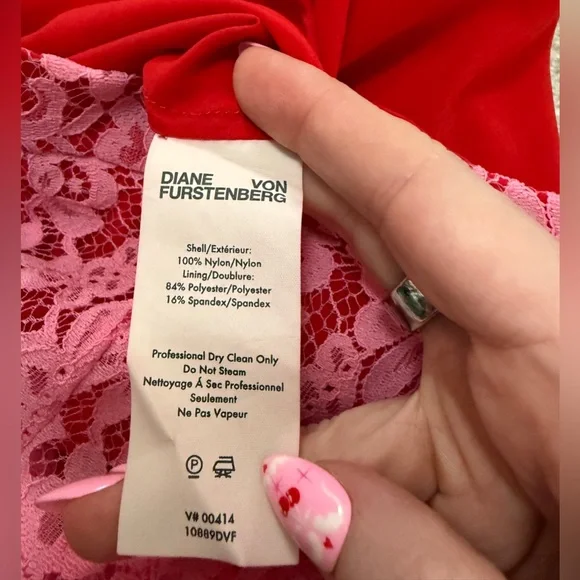 DIANE VON
FURSTENBERG
Shell/Extérieur:
100% Nylon/Nylon
Lining/Doublure:
84% Polyester/Polyester
16% Spandex/Spandex
Professional Dry Clean Only
Do Not Steam
Nettoyage Á Sec Professionnel
Seulement
Ne Pas Vapeur
P
V# 00414
10889DVF